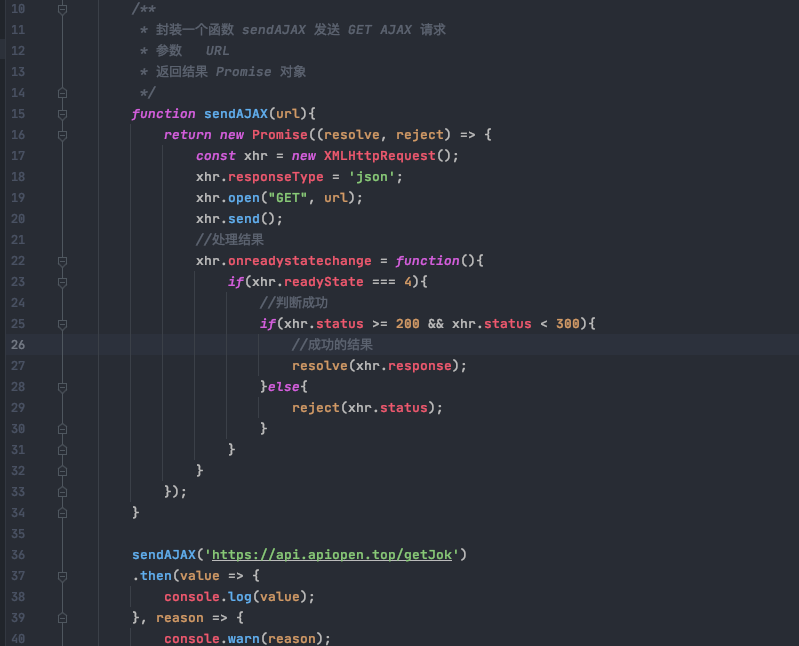 10 /**
11 * 封装一个函数 sendAJAX 发送 GET AJAX 请求
12 * 参数 URL
13 * 返回结果 Promise 对象
14 */
15 function sendAJAX(url){
16 return new Promise((resolve, reject) => {
17 const xhr = new XMLHttpRequest();
18 xhr.responseType = 'json';
19 xhr.open("GET", url);
20 xhr.send();
21 //处理结果
22 xhr.onreadystatechange = function(){
23 if(xhr.readyState === 4){
24 //判断成功
25 if(xhr.status >= 200 && xhr.status < 300){
26 //成功的结果
27 resolve(xhr.response);
28 }else{
29 reject(xhr.status);
30 }
31 }
32 }
33 });
34 }
35
36 sendAJAX('https://api.apiopen.top/getJok')
37 .then(value => {
38 console.log(value);
39 }, reason => {
40 console.warn(reason);